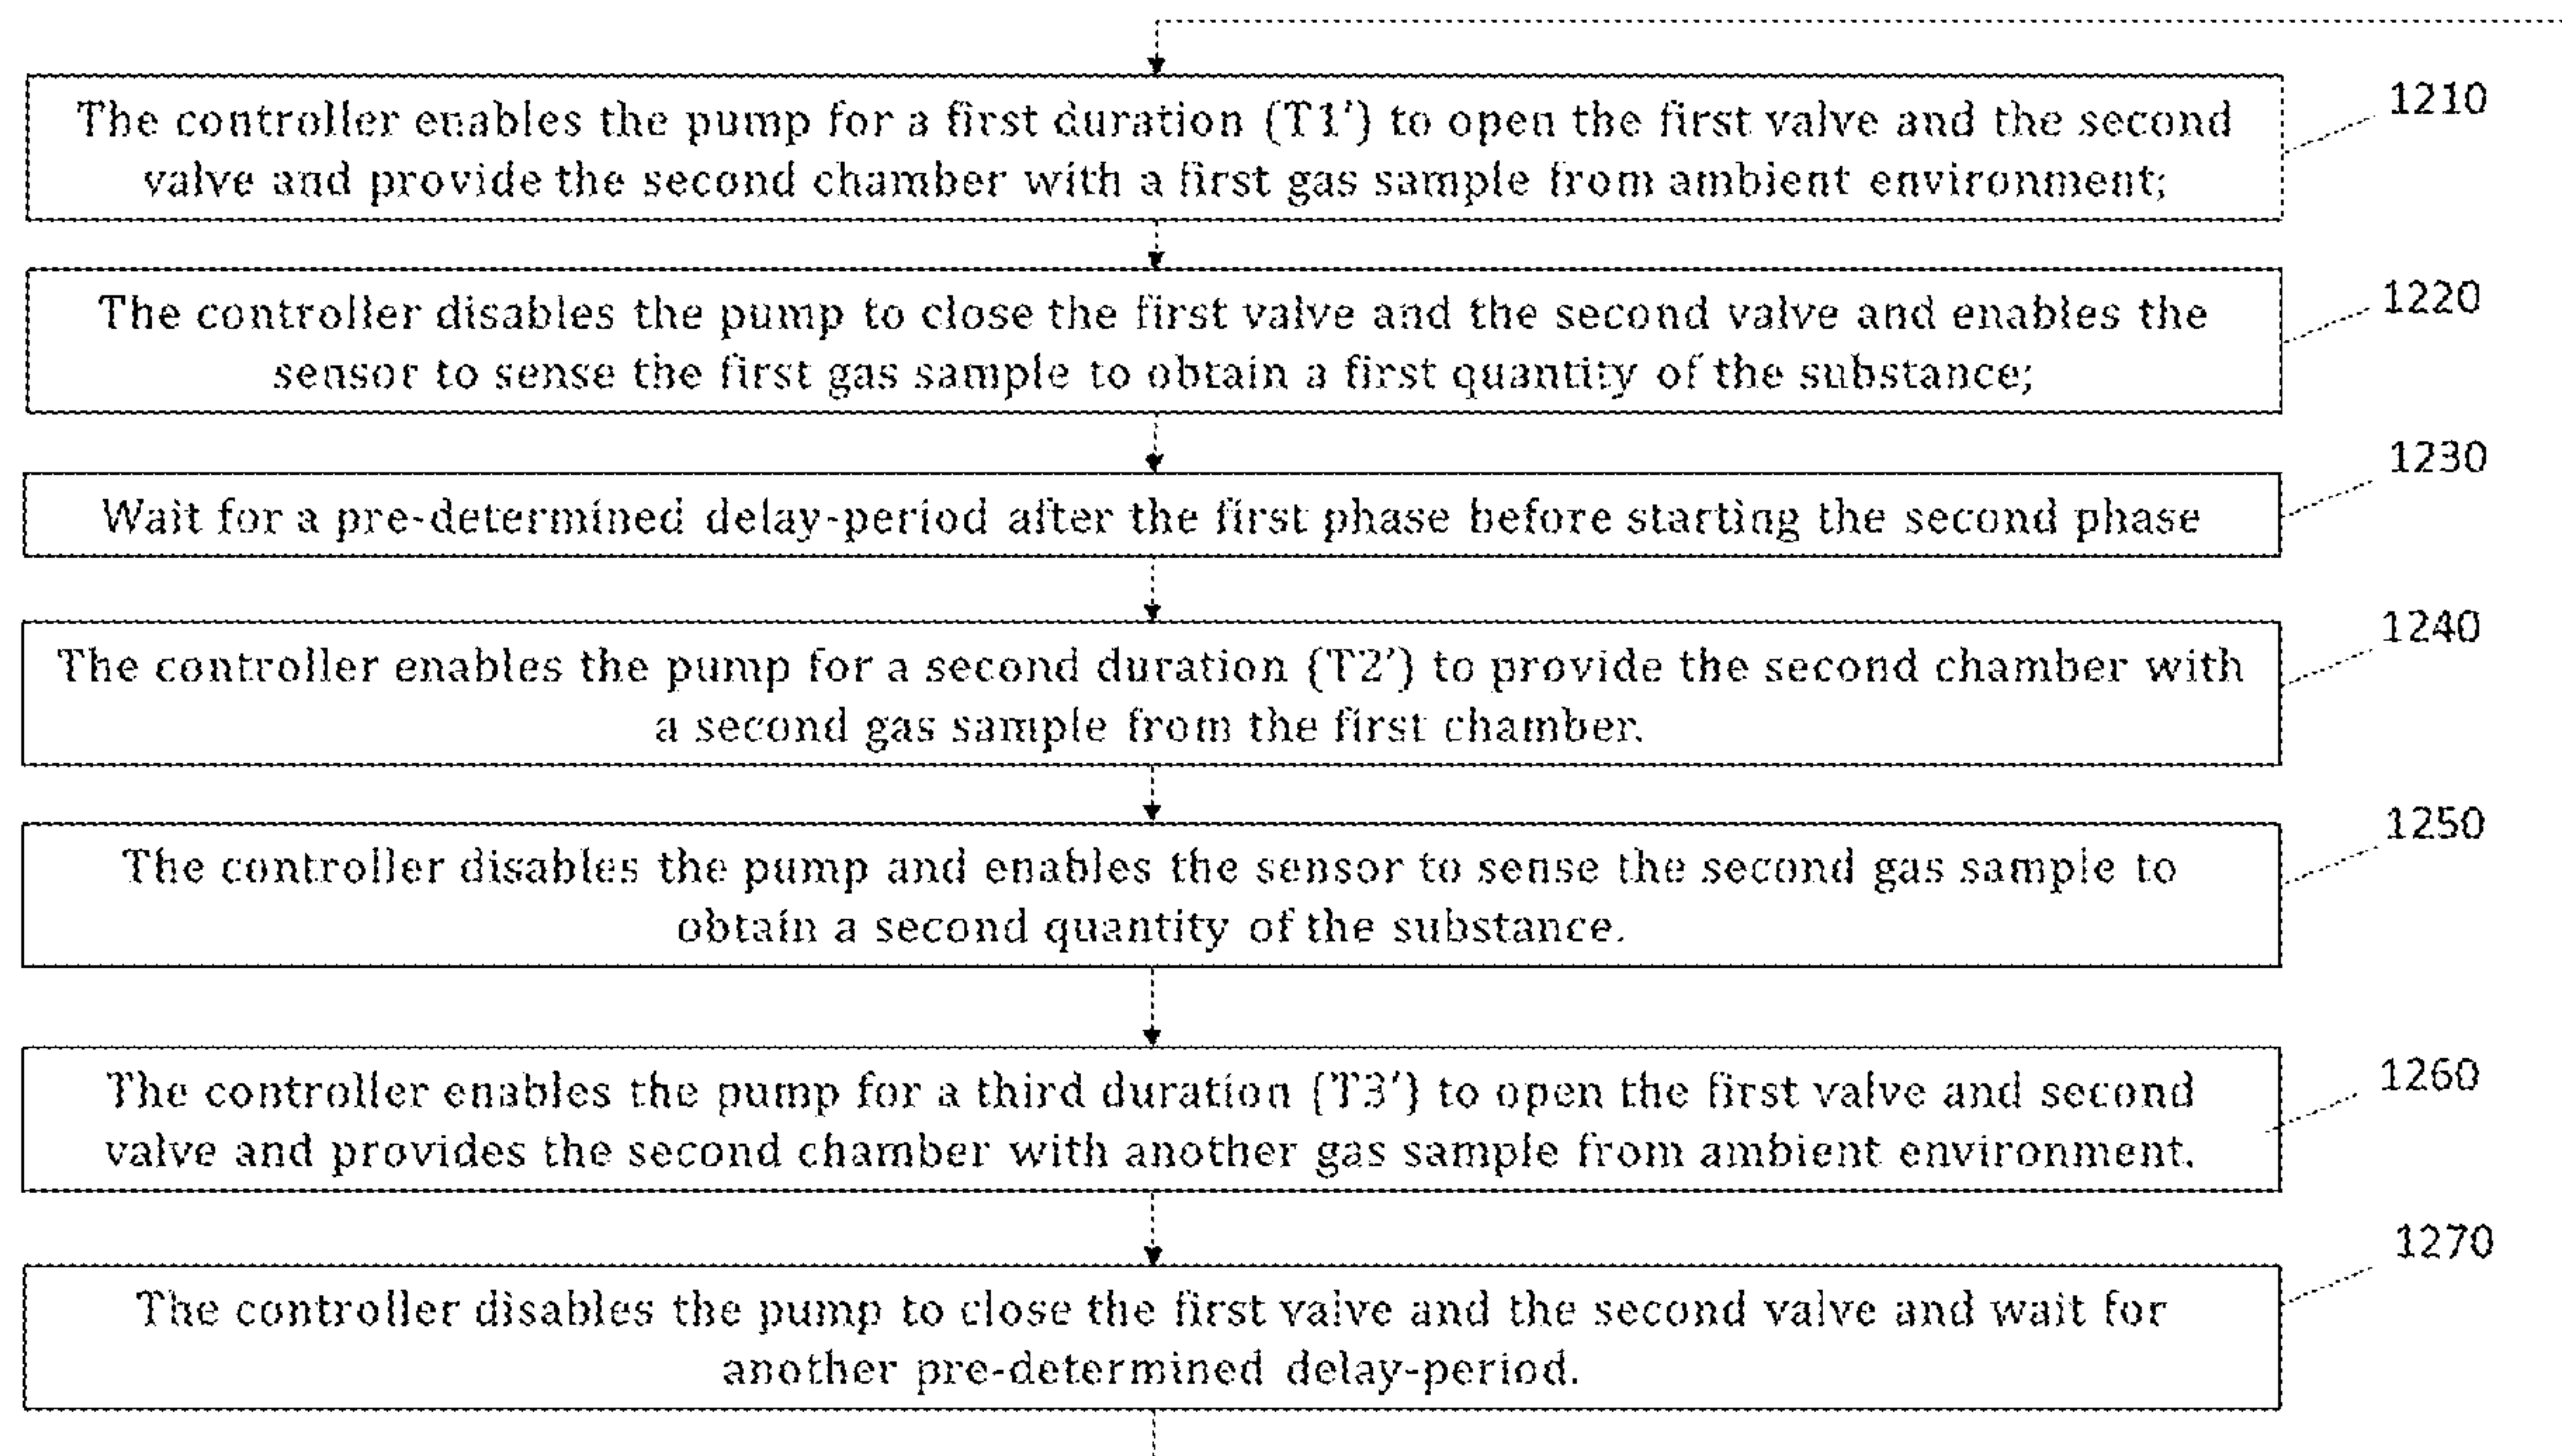 1210
The controller enables the pump for a first duration (T1') to open the first valve and the second
valve and provide the second chamber with a first gas sample from ambient environment;
1220
The controller disables the pump to close the first valve and the second valve and enables the
sensor to sense the first gas sample to obtain a first quantity of the substance;
1230
Wait for a pre-determined delay-period after the first phase before starting the second phase
1240
The controller enables the pump for a second duration (T2') to provide the second chamber with
a second gas sample from the first chamber.
1250
The controller disables the pump and enables the sensor to sense the second gas sample to
obtain a second quantity of the substance.
1260
The controller enables the pump for a third duration (T3') to open the first valve and second
valve and provides the second chamber with another gas sample from ambient environment.
1270
The controller disables the pump to close the first valve and the second valve and wait for
another pre-determined delay-period.